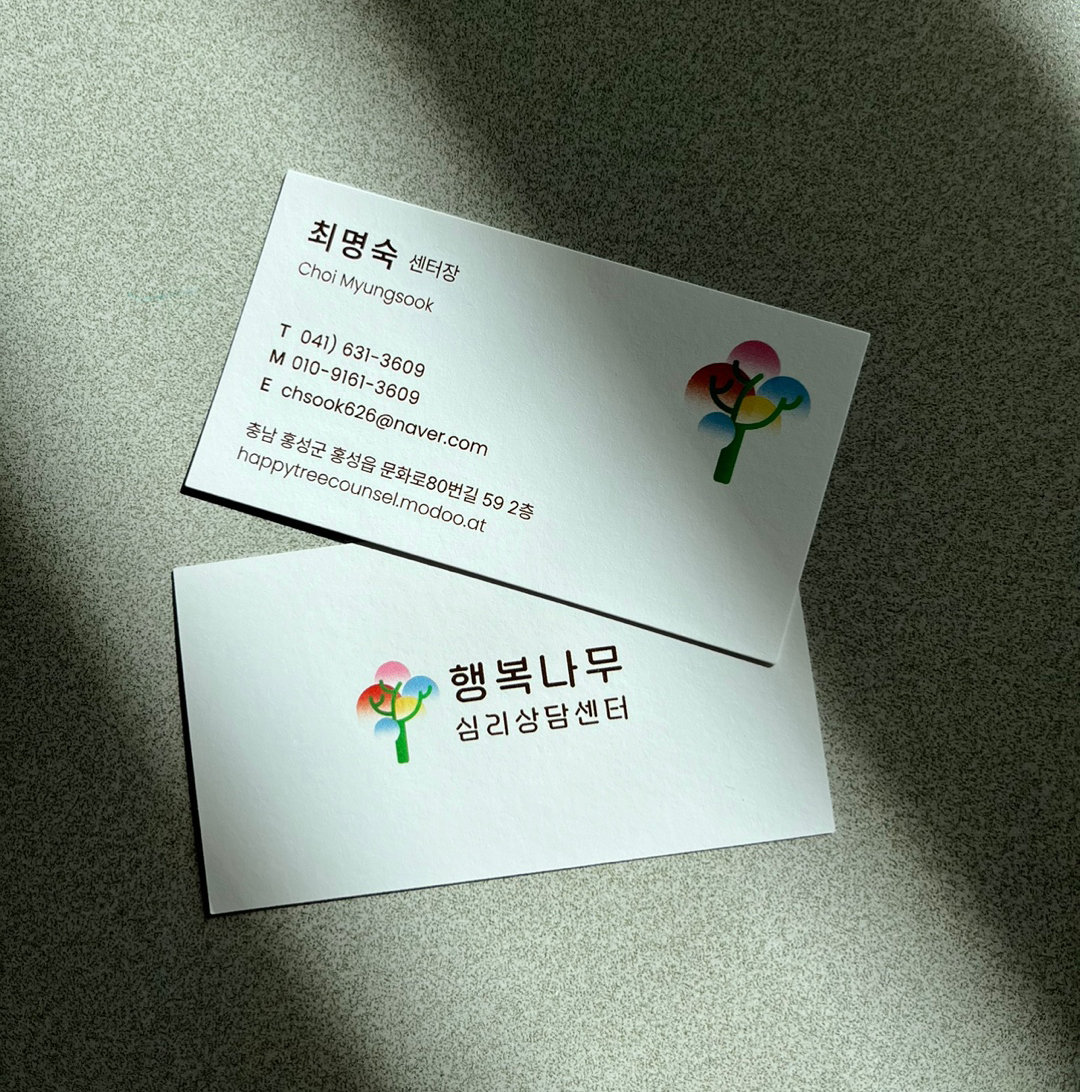 최명숙 센터장
Choi Myungsook
T 041) 631-3609
M 010-9161-3609
E chsook626@naver.com
충남 홍성군 홍성읍 문화로80번길 59 2층
happytreecounsel.modoo.at
행복나무
심리상담센터